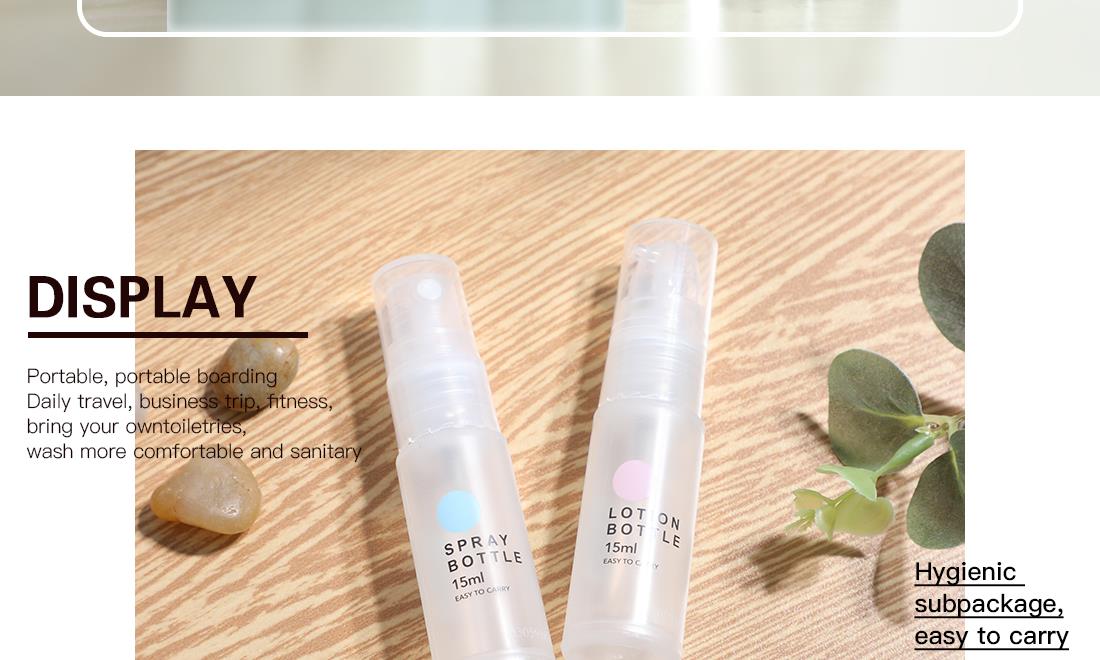 DISPLAY
Portable, portable boarding
Daily travel, business trip, fitness,
bring your owntoiletries,
wash more comfortable and sanitary
SPRAY
BOTTLE
15ml
EASY TO CARRY
LOTION
BOTTLE
15ml
EASY TO CARRY
Hygienic
subpackage,
easy to carry